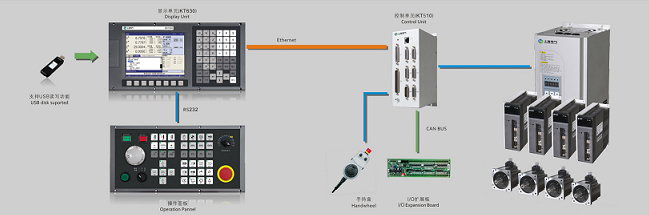 显示单元(KT830)
Display Unit
控制单元(KT510)
Control Unit
Ethernet
支持USB读写功能
USB disk suported
RS232
CAN BUS
操作面板
Operation Pannel
手持盒
Handwheel
I/O扩展板
I/O Expansion Board